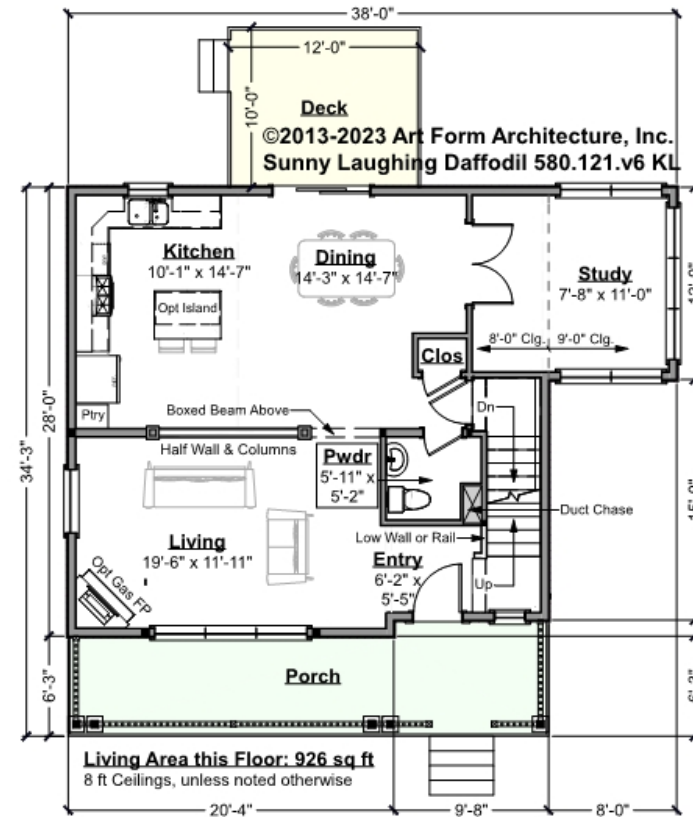 38'-0"
12'-0"
10'-0"
Deck
©2013-2023 Art Form Architecture, Inc.
Sunny Laughing Daffodil 580.121.v6 KL
Kitchen
10'-1" x 14'-7"
Dining
14'-3" x 14'-7"
Study
7'-8" x 11'-0"
Opt Island
8'-0" Clg.
9'-0" Clg.
Clos
28'-0"
34'-3"
Ptry
Boxed Beam Above
Dn
Half Wall & Columns
Pwdr
5'-11" x
5'-2"
Duct Chase
Living
19'-6" x 11'-11"
Low Wall or Rail
Entry
6'-2" x
5'-5"
Opt Gas FP
Up
6'-3"
Porch
Living Area this Floor: 926 sq ft
8 ft Ceilings, unless noted otherwise
20'-4"
9'-8"
8'-0"